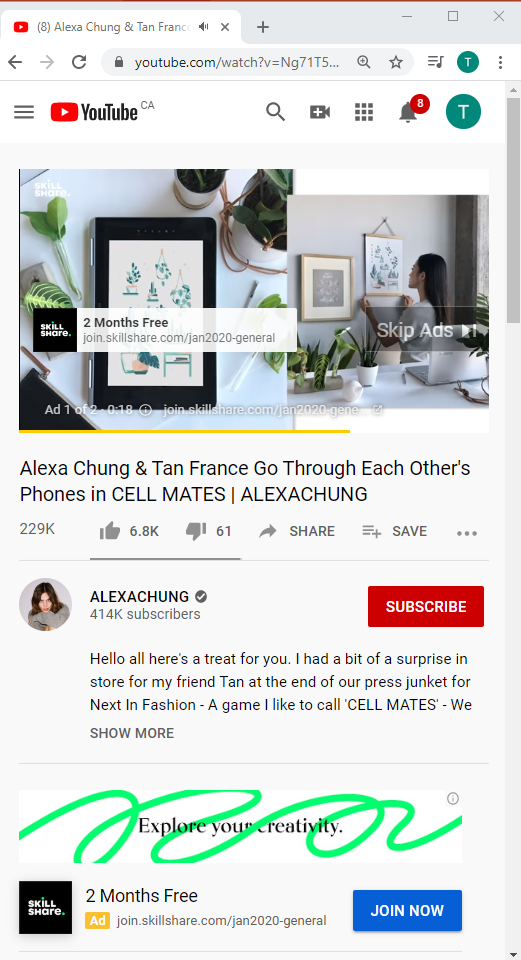 (8) Alexa Chung & Tan France
youtube.com/watch?v=Ng71T5...
T
YouTube CA
8
T
SKILL
SHARE.
SKILL
SHARE.
2 Months Free
join.skillshare.com/jan2020-general
Skip Ads
Ad 1 of 2 · 0:18 join.skillshare.com/jan2020-gene...
Alexa Chung & Tan France Go Through Each Other's
Phones in CELL MATES | ALEXACHUNG
229K 6.8K 61 SHARE SAVE
ALEXACHUNG
414K subscribers
SUBSCRIBE
Hello all here's a treat for you. I had a bit of a surprise in
store for my friend Tan at the end of our press junket for
Next In Fashion - A game I like to call 'CELL MATES' - We
SHOW MORE
Explore your creativity.
SKILL
SHARE.
2 Months Free
Ad join.skillshare.com/jan2020-general
JOIN NOW